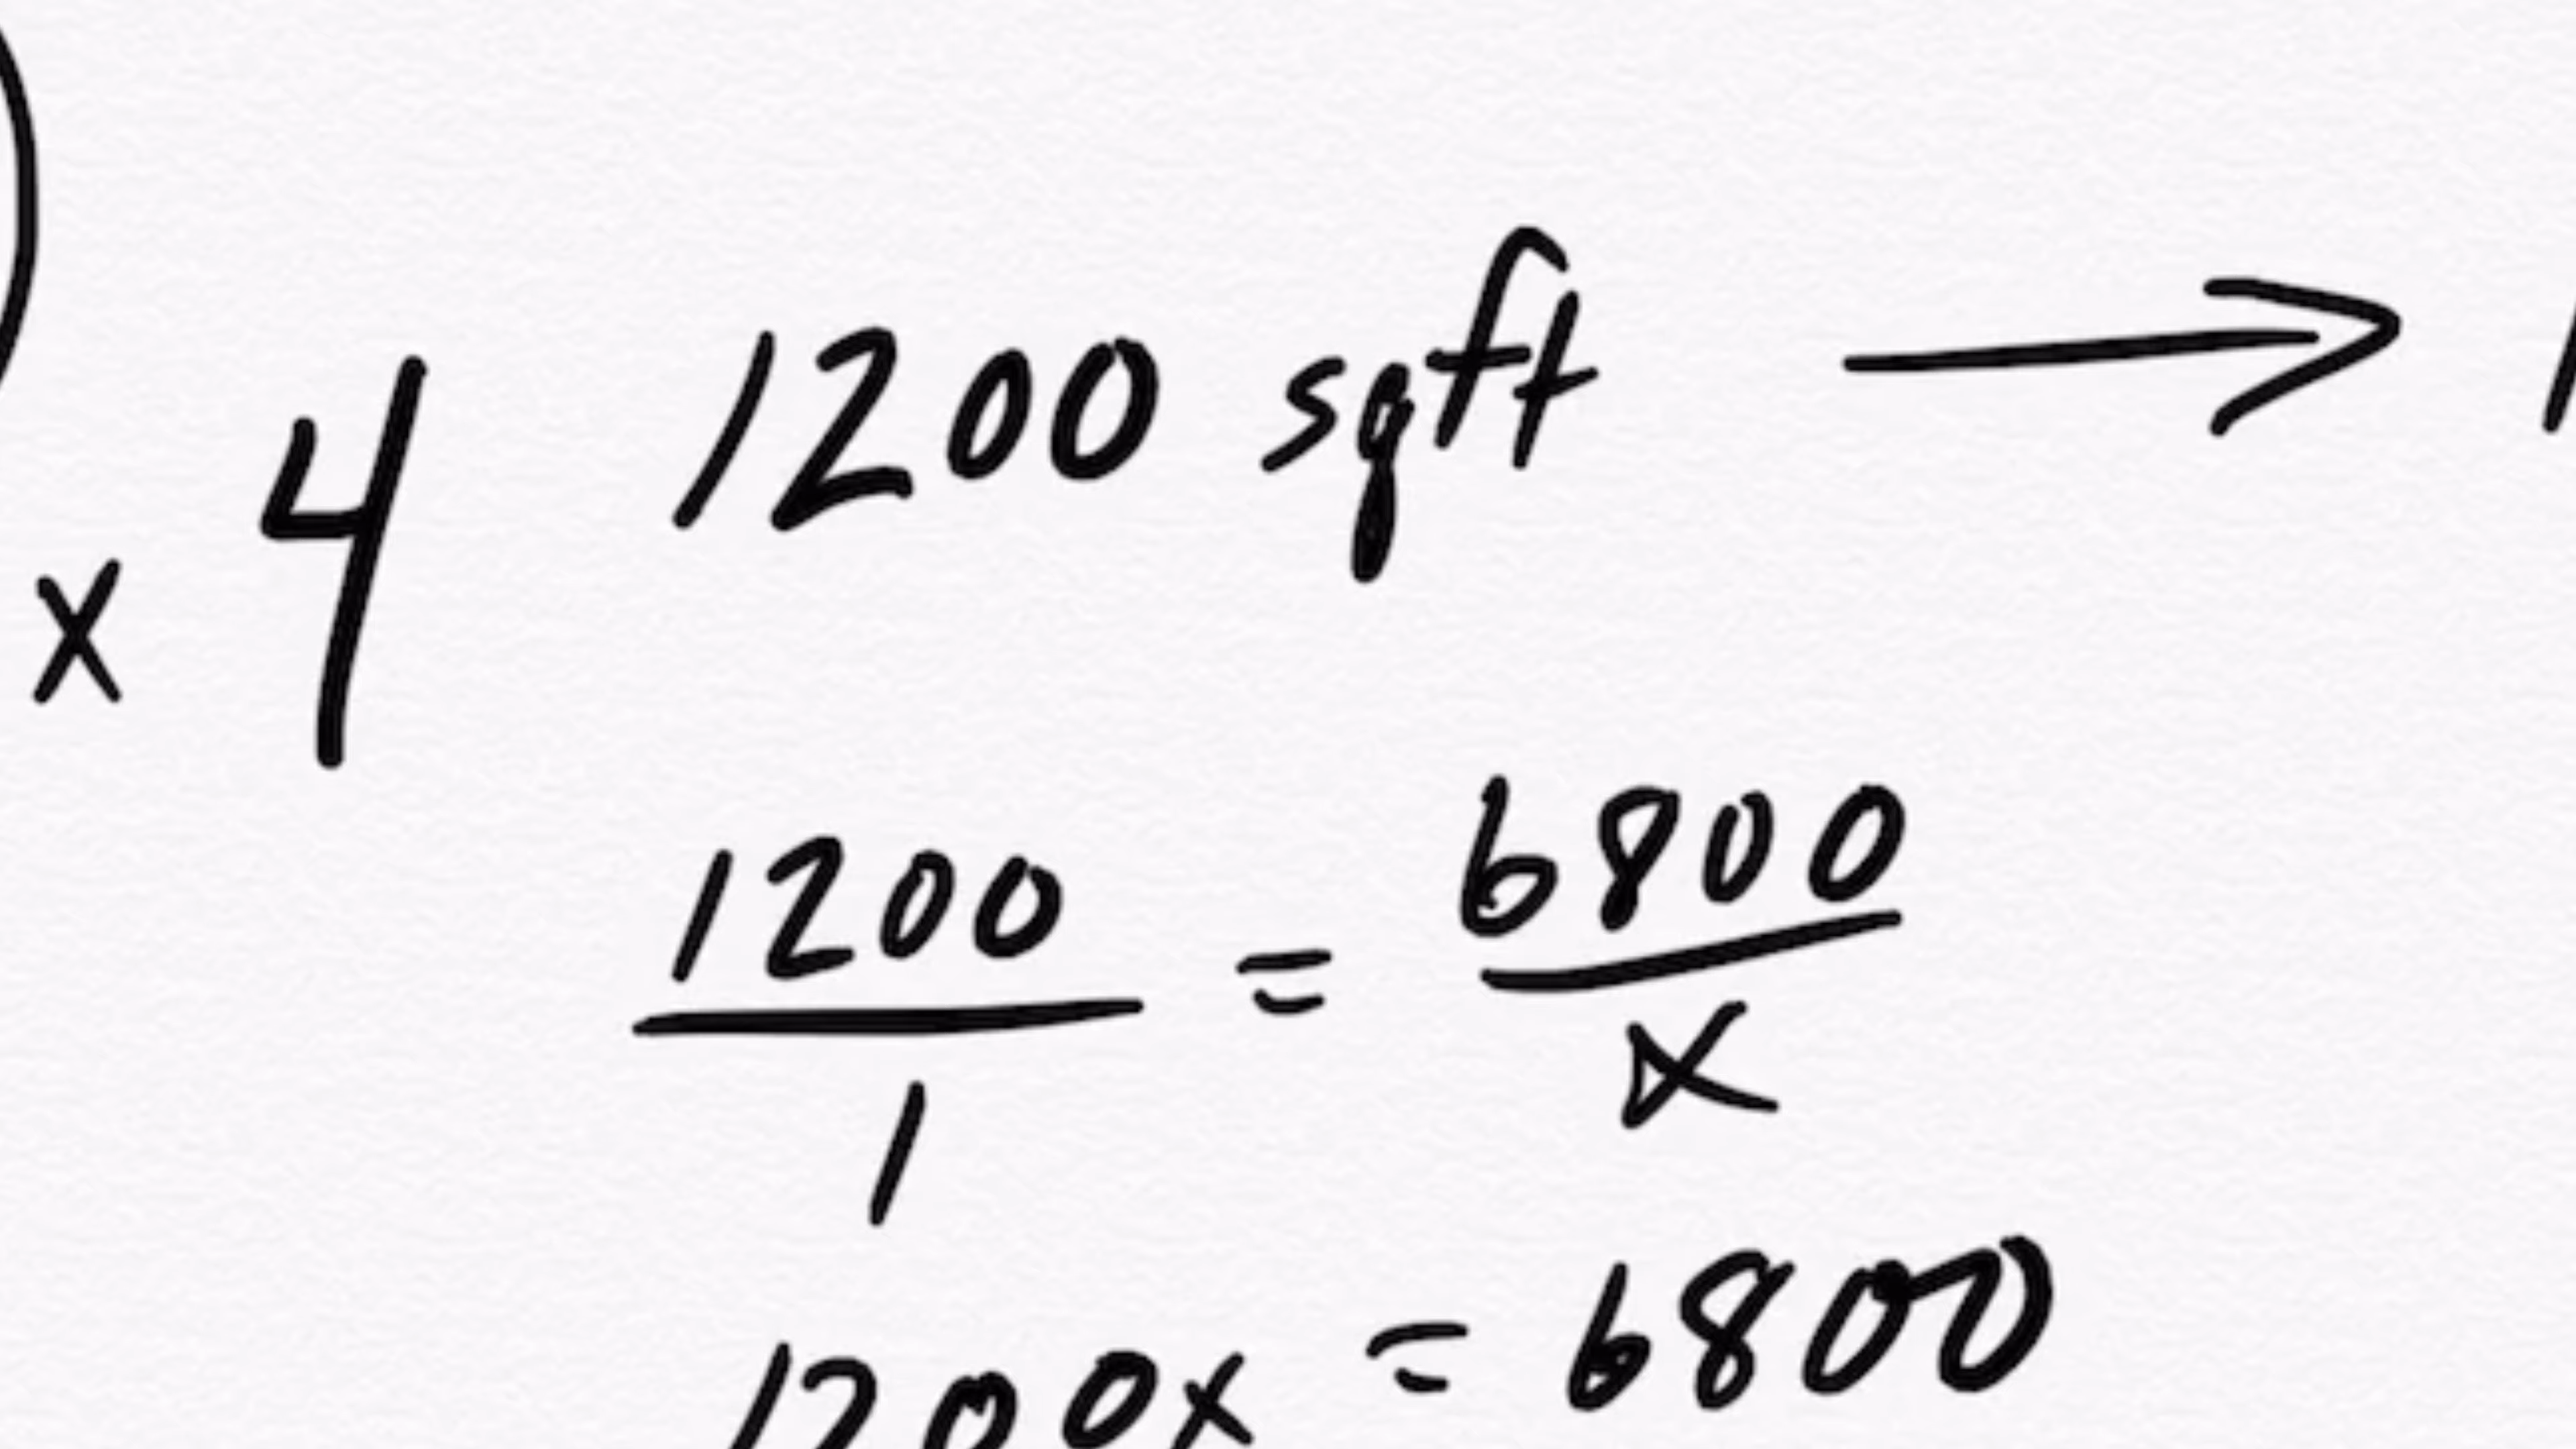 x 4
1200 sqft →
1200 / 1 = 6800 / x
1200x = 6800